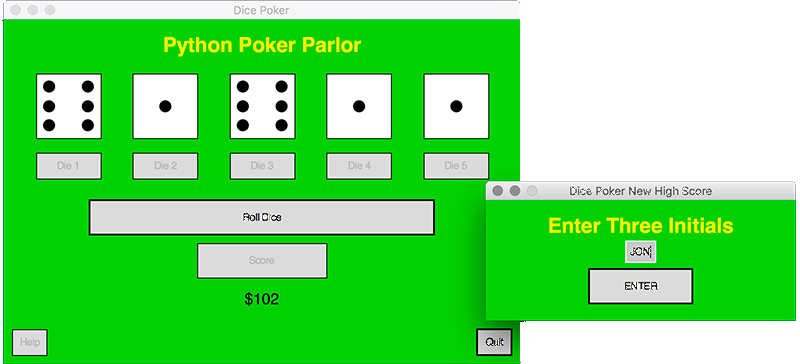 Dice Poker
Python Poker Parlor
Die 1 Die 2 Die 3 Die 4 Die 5
Roll Dice
Score
$102
Help Quit
Dice Poker New High Score
Enter Three Initials
JON
ENTER